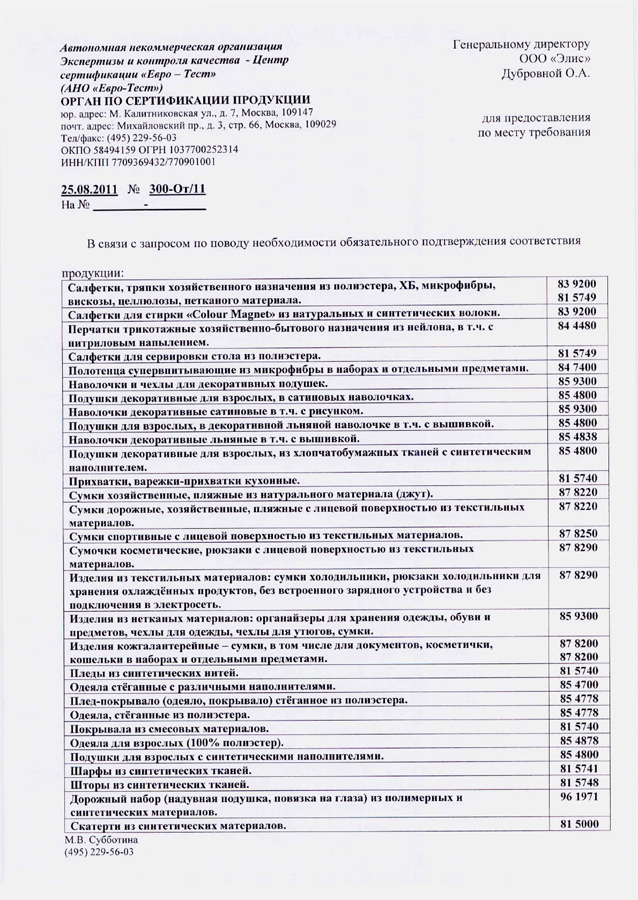 Автономная некоммерческая организация
Экспертизы и контроля качества - Центр
сертификации «Евро – Тест»
(АНО «Евро-Тест»)
ОРГАН ПО СЕРТИФИКАЦИИ ПРОДУКЦИИ
юр. адрес: М. Калитниковская ул., д. 7, Москва, 109147
почт. адрес: Михайловский пр., д. 3, стр. 66, Москва, 109029
Тел/факс: (495) 229-56-03
ОКПО 58494159 ОГРН 1037700252314
ИНН/КПП 7709369432/770901001
Генеральному директору
ООО «Элис»
Дубровной О.А.
для предоставления
по месту требования
25.08.2011 № 300-От/11
На № -
В связи с запросом по поводу необходимости обязательного подтверждения соответствия
продукции:
Салфетки, тряпки хозяйственного назначения из полиэстера, ХБ, микрофибры, 83 9200
вискозы, целлюлозы, нетканого материала. 81 5749
Салфетки для стирки «Colour Magnet» из натуральных и синтетических волоки. 83 9200
Перчатки трикотажные хозяйственно-бытового назначения из нейлона, в т.ч. с 84 4480
нитриловым напылением.
Салфетки для сервировки стола из полиэстера. 81 5749
Полотенца супервпитывающие из микрофибры в наборах и отдельными предметами. 84 7400
Наволочки и чехлы для декоративных подушек. 85 9300
Подушки декоративные для взрослых, в сатиновых наволочках. 85 4800
Наволочки декоративные сатиновые в т.ч. с рисунком. 85 9300
Подушки для взрослых, в декоративной льняной наволочке в т.ч. с вышивкой. 85 4800
Наволочки декоративные льняные в т.ч. с вышивкой. 85 4838
Подушки декоративные для взрослых, из хлопчатобумажных тканей с синтетическим 85 4800
наполнителем.
Прихватки, варежки-прихватки кухонные. 81 5740
Сумки хозяйственные, пляжные из натурального материала (джут). 87 8220
Сумки дорожные, хозяйственные, пляжные с лицевой поверхностью из текстильных 87 8220
материалов.
Сумки спортивные с лицевой поверхностью из текстильных материалов. 87 8250
Сумочки косметические, рюкзаки с лицевой поверхностью из текстильных 87 8290
материалов.
Изделия из текстильных материалов: сумки холодильники, рюкзаки холодильники для 87 8290
хранения охлаждённых продуктов, без встроенного зарядного устройства и без
подключения в электросеть.
Изделия из нетканых материалов: органайзеры для хранения одежды, обуви и 85 9300
предметов, чехлы для одежды, чехлы для утюгов, сумки.
Изделия кожгалантерейные – сумки, в том числе для документов, косметички, 87 8200
кошельки в наборах и отдельными предметами. 87 8200
Пледы из синтетических нитей. 81 5740
Одеяла стёганные с различными наполнителями. 85 4700
Плед-покрывало (одеяло, покрывало) стёганное из полиэстера. 85 4778
Одеяла, стёганные из полиэстера. 85 4778
Покрывала из смесовых материалов. 81 5740
Одеяла для взрослых (100% полиэстер). 85 4878
Подушки для взрослых с синтетическими наполнителями. 85 4800
Шарфы из синтетических тканей. 81 5741
Шторы из синтетических тканей. 81 5748
Дорожный набор (надувная подушка, повязка на глаза) из полимерных и 96 1971
синтетических материалов.
Скатерти из синтетических материалов. 81 5000
М.В. Субботина
(495) 229-56-03